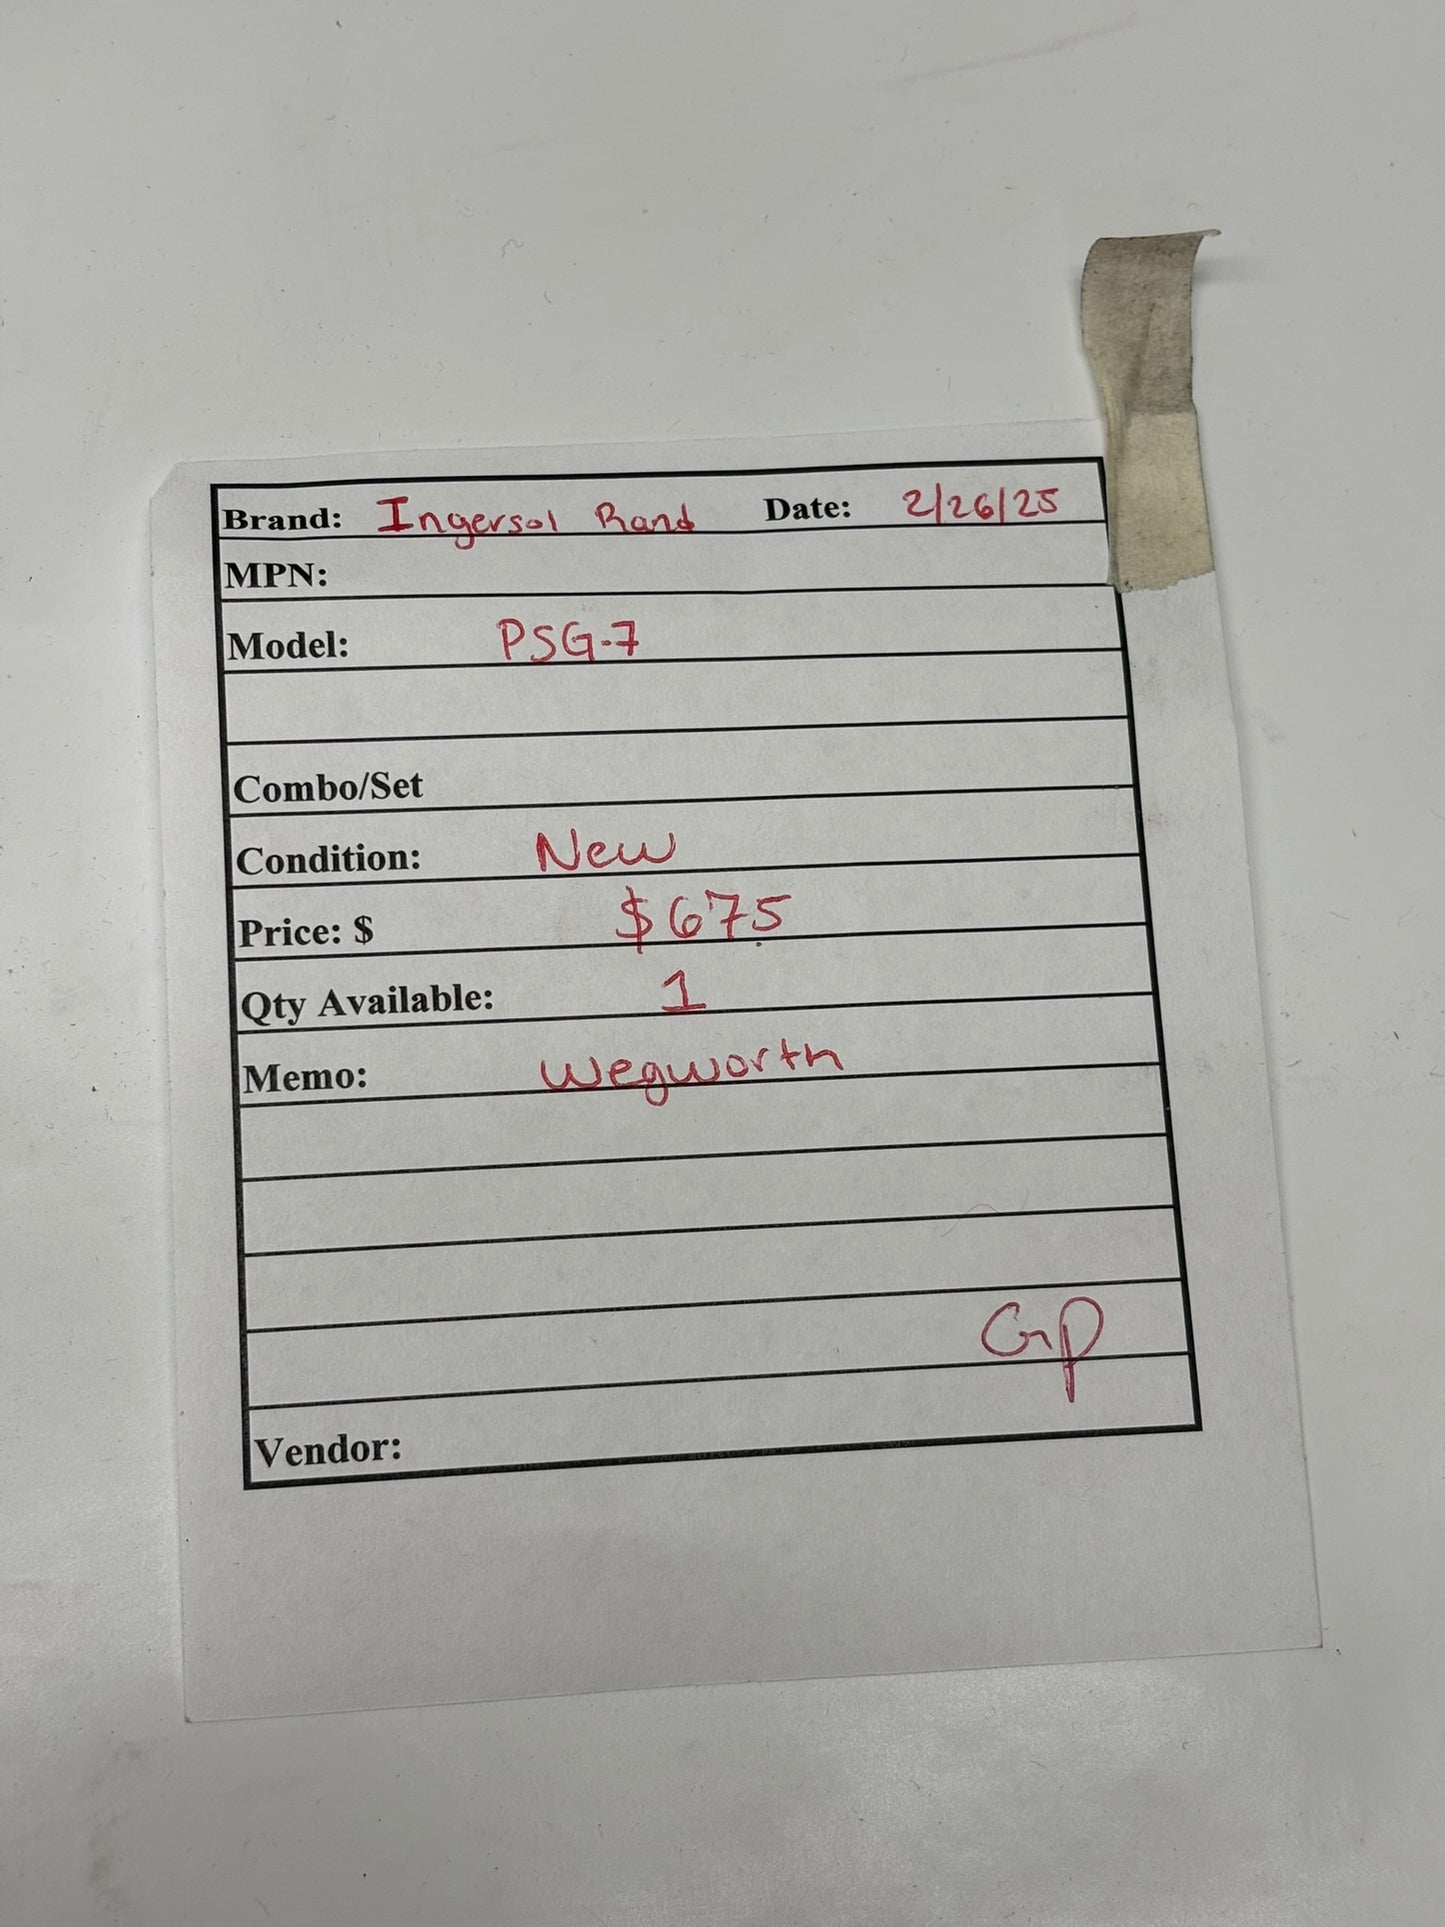 Brand: Ingersol Rand Date: 2/26/25
MPN:
Model: PSG-7
Combo/Set
Condition: New
Price: $ $675
Qty Available: 1
Memo: Wegworth
GP
Vendor: